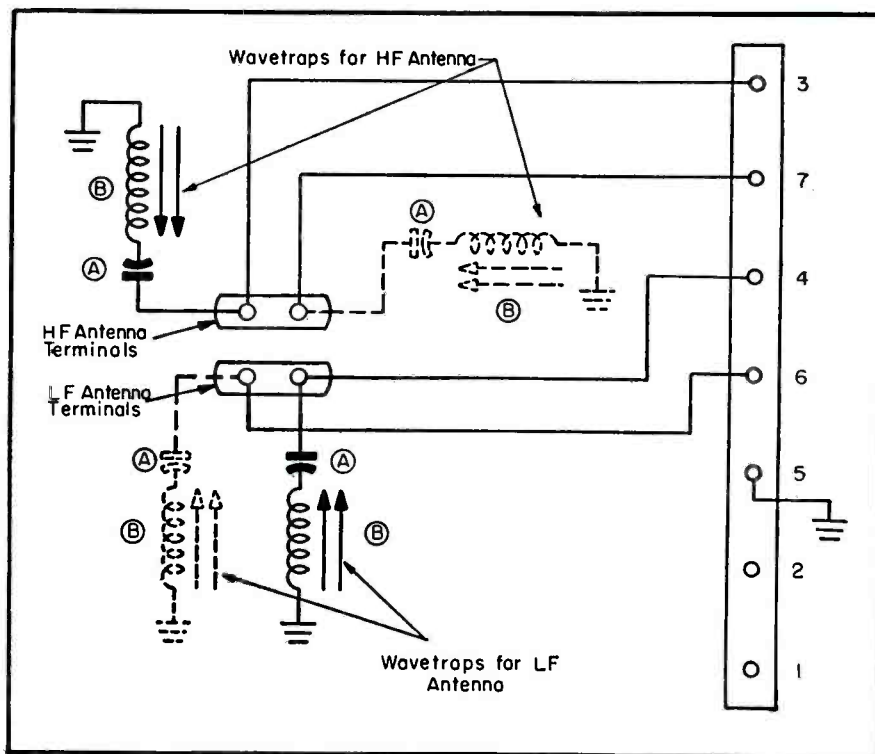 Wavetraps for HF Antenna
3
B
7
A
A
4
B
HF Antenna
Terminals
6
LF Antenna
Terminals
A
A
5
B
B
2
Wavetraps for LF
Antenna
1